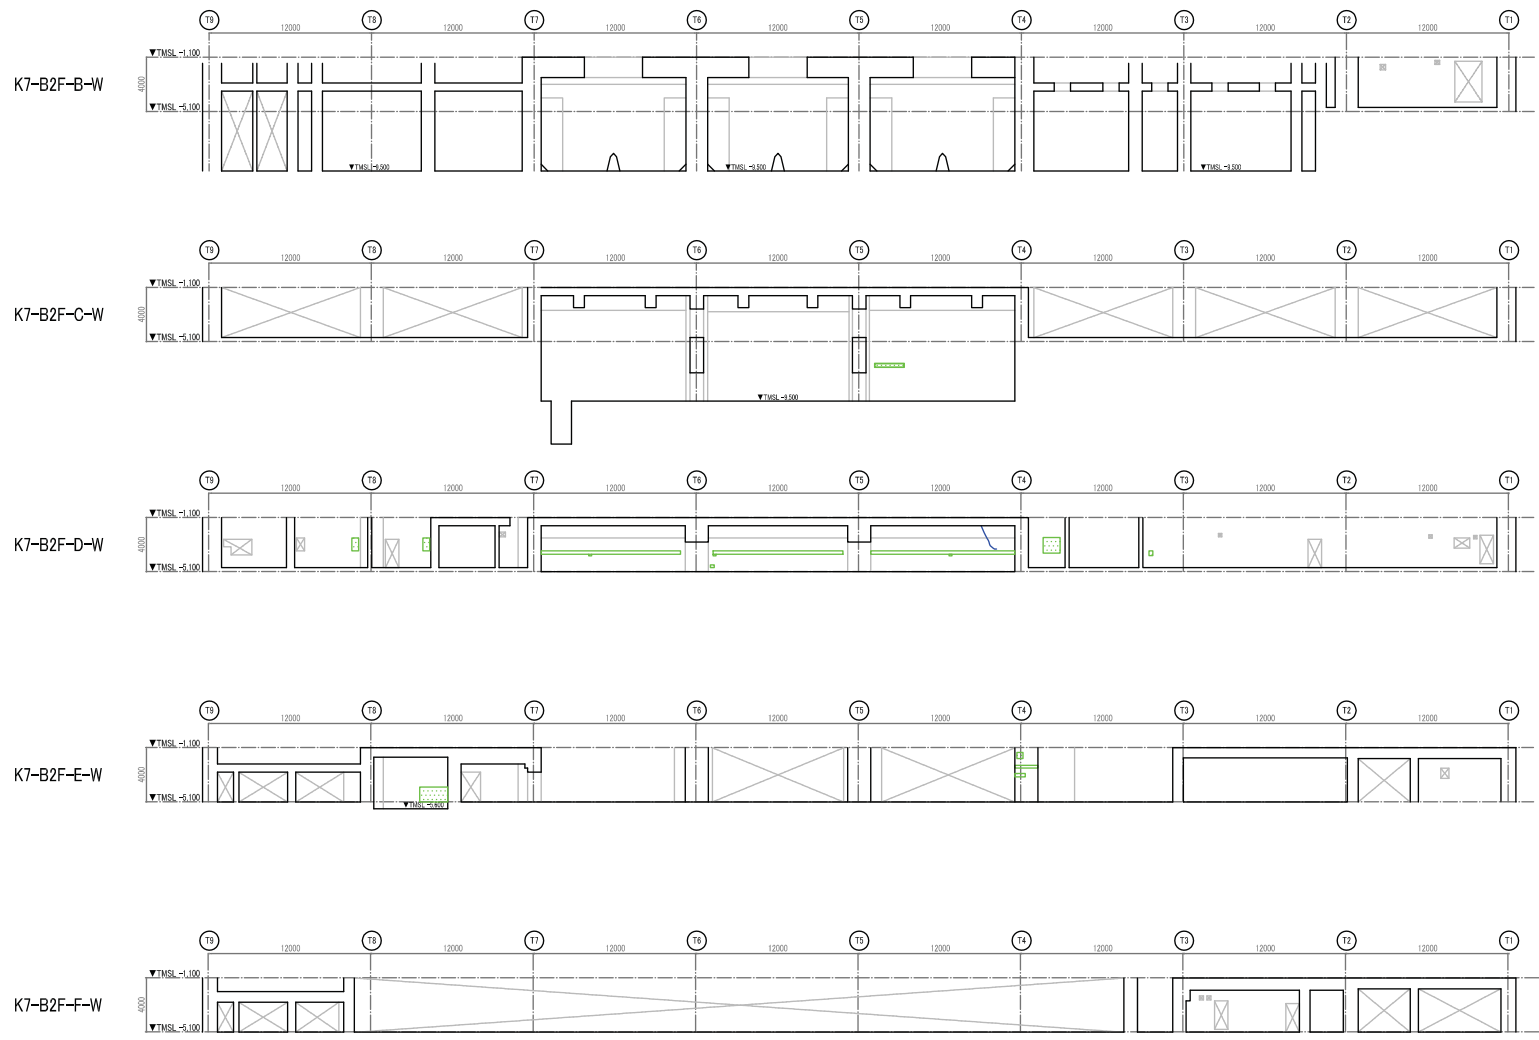 T9 T8 T7 T6 T5 T4 T3 T2 T1
12000 12000 12000 12000 12000 12000 12000 12000
▼TMSL -1.100
K7-B2F-B-W
4000
▼TMSL -5.100
▼TMSL -9.500 ▼TMSL -9.500 ▼TMSL -9.500
T9 T8 T7 T6 T5 T4 T3 T2 T1
12000 12000 12000 12000 12000 12000 12000 12000
▼TMSL -1.100
K7-B2F-C-W
4000
▼TMSL -5.100
▼TMSL -9.500
T9 T8 T7 T6 T5 T4 T3 T2 T1
12000 12000 12000 12000 12000 12000 12000 12000
▼TMSL -1.100
K7-B2F-D-W
4000
▼TMSL -5.100
T9 T8 T7 T6 T5 T4 T3 T2 T1
12000 12000 12000 12000 12000 12000 12000 12000
▼TMSL -1.100
K7-B2F-E-W
4000
▼TMSL -5.100
▼TMSL -5.600
T9 T8 T7 T6 T5 T4 T3 T2 T1
12000 12000 12000 12000 12000 12000 12000 12000
▼TMSL -1.100
K7-B2F-F-W
4000
▼TMSL -5.100